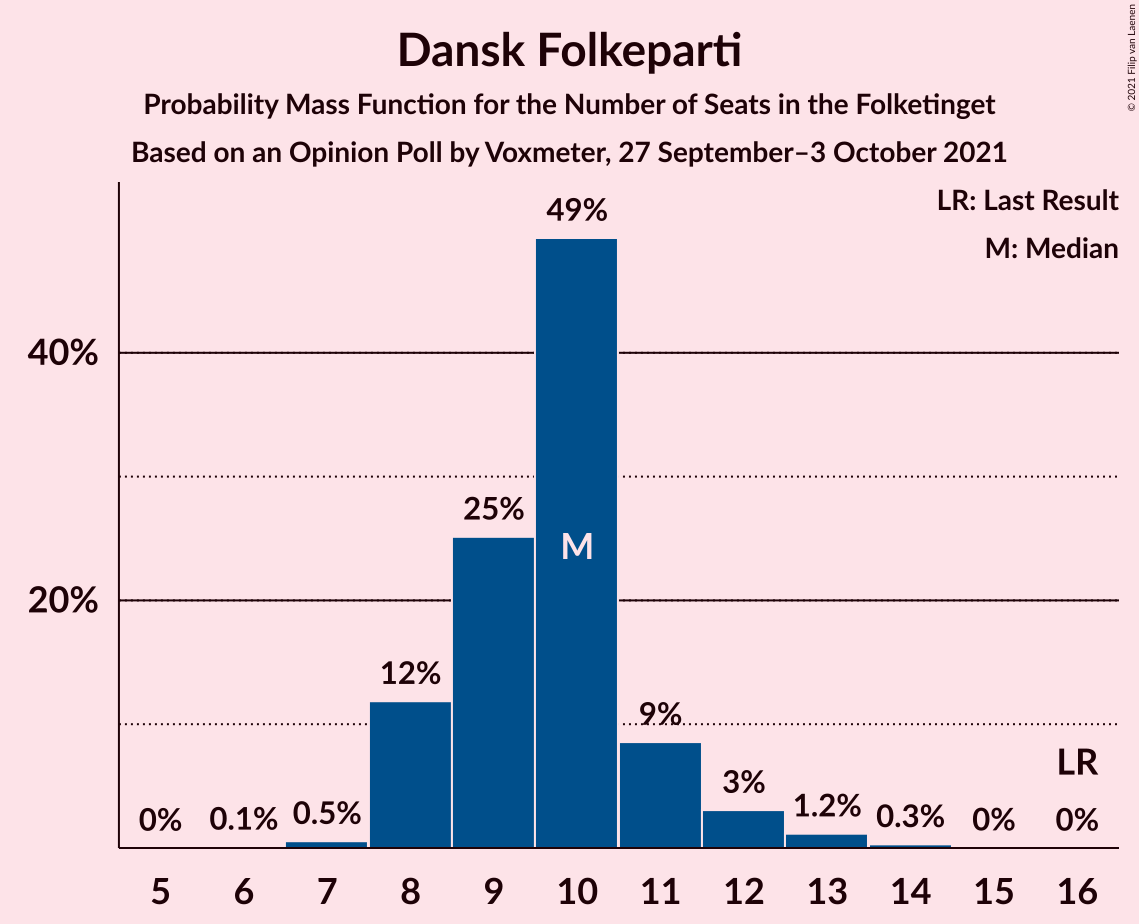 Dansk Folkeparti
Probability Mass Function for the Number of Seats in the Folketinget
Based on an Opinion Poll by Voxmeter, 27 September–3 October 2021
© 2021 Filip van Laenen
LR: Last Result
M: Median
49%
40%
25%
M
20%
12%
9%
LR
3%
0% 0.1% 0.5% 1.2% 0.3% 0% 0%
5 6 7 8 9 10 11 12 13 14 15 16